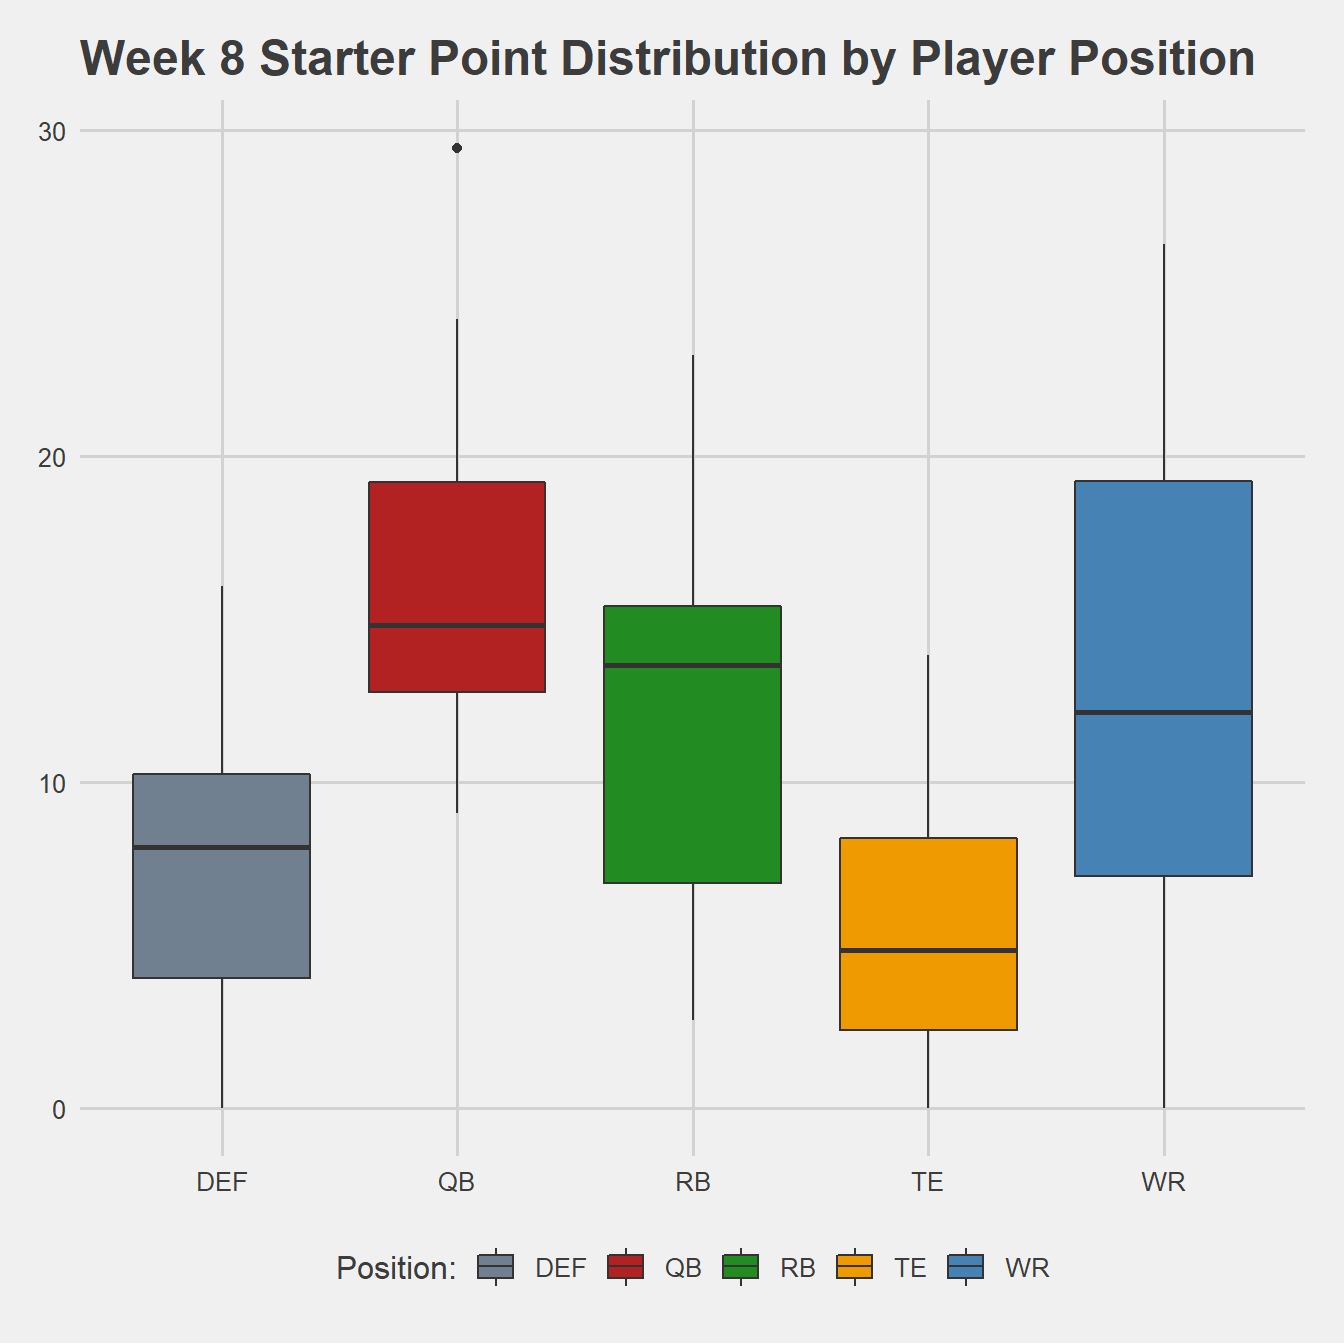 Week 8 Starter Point Distribution by Player Position
30
20
10
0
DEF QB RB TE WR
Position: DEF QB RB TE WR